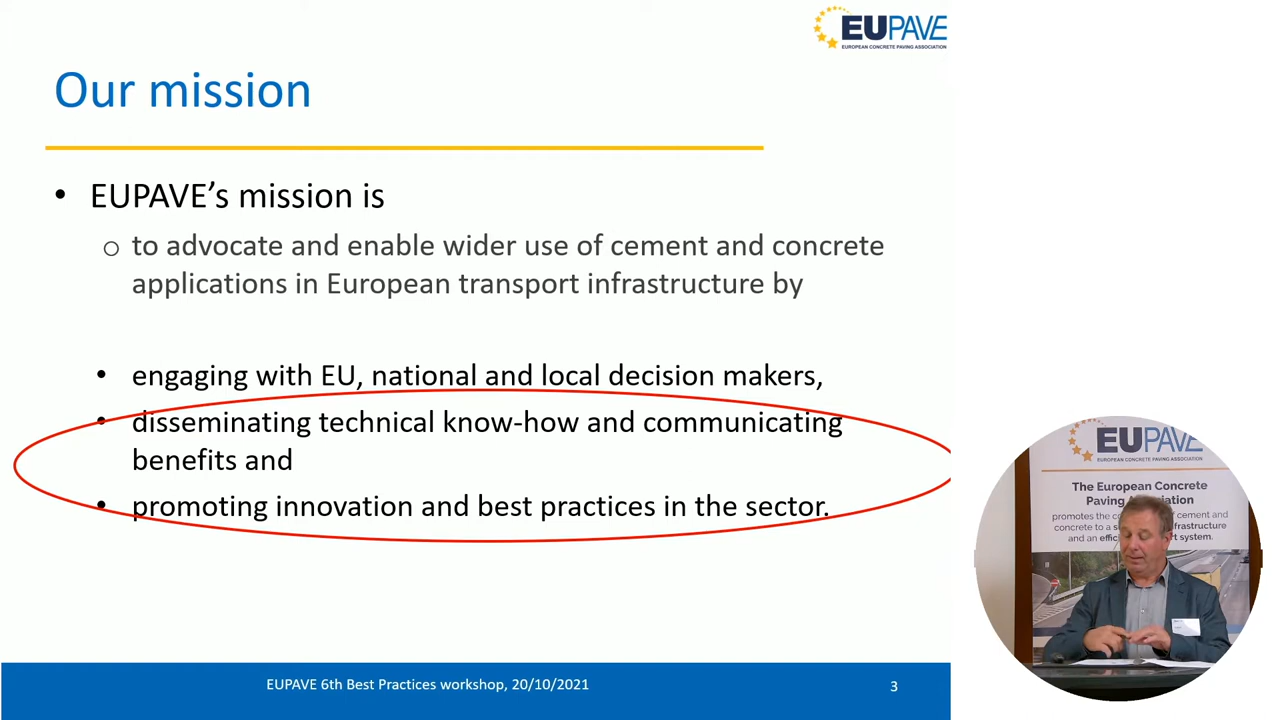 EUPAVE
EUROPEAN CONCRETE PAVING ASSOCIATION
Our mission
• EUPAVE’s mission is
o to advocate and enable wider use of cement and concrete
applications in European transport infrastructure by
• engaging with EU, national and local decision makers,
• disseminating technical know-how and communicating
benefits and
• promoting innovation and best practices in the sector.
EUPAVE 6th Best Practices workshop, 20/10/2021
3
EUPAVE
EUROPEAN CONCRETE PAVING ASSOCIATION
The European Concrete
Paving Association
promotes the cement and
concrete to a
and an system.